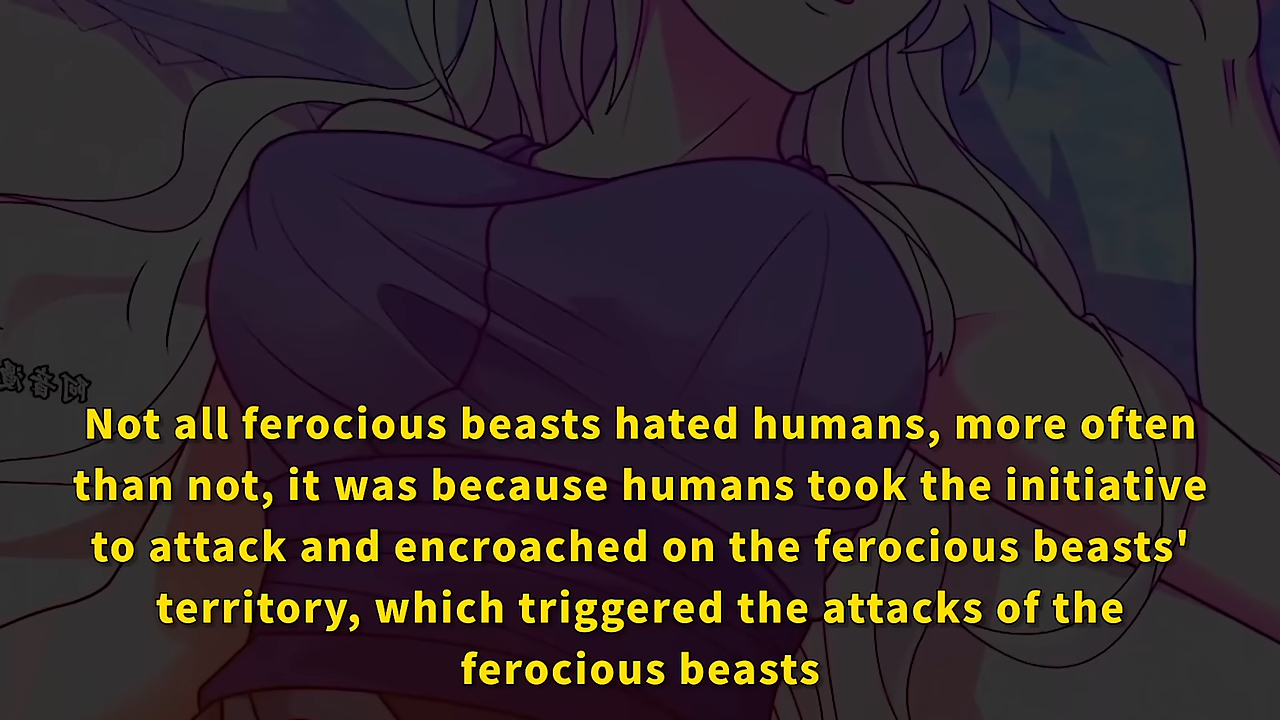 Not all ferocious beasts hated humans, more often
than not, it was because humans took the initiative
to attack and encroached on the ferocious beasts'
territory, which triggered the attacks of the
ferocious beasts